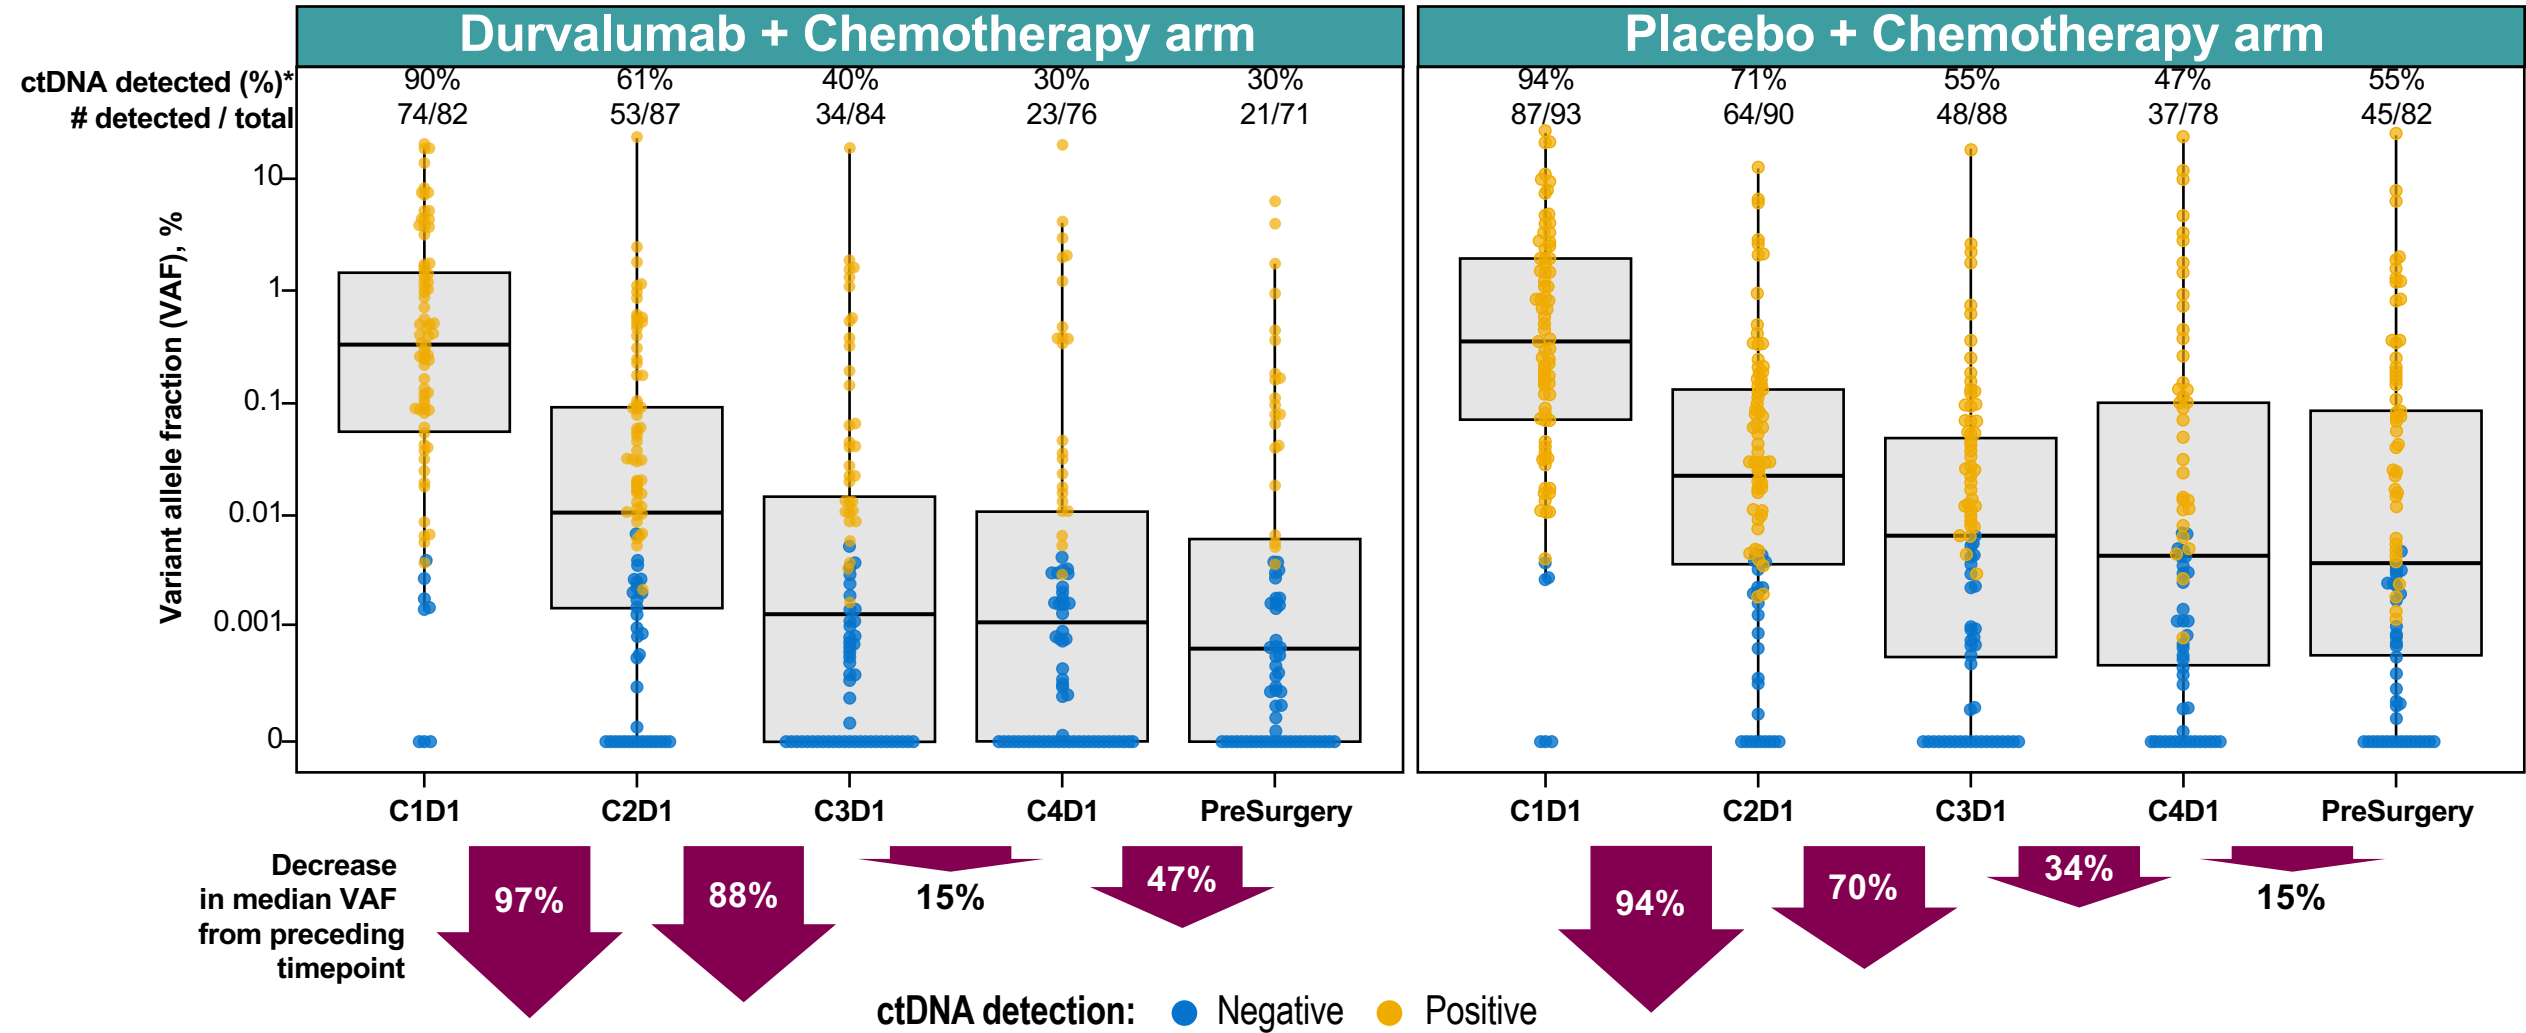 Durvalumab + Chemotherapy arm
Placebo + Chemotherapy arm
ctDNA detected (%)* 90% 61% 40% 30% 30% 94% 71% 55% 47% 55%
# detected / total 74/82 53/87 34/84 23/76 21/71 87/93 64/90 48/88 37/78 45/82
Variant allele fraction (VAF), %
10
1
0.1
0.01
0.001
0
C1D1 C2D1 C3D1 C4D1 PreSurgery C1D1 C2D1 C3D1 C4D1 PreSurgery
Decrease
in median VAF
from preceding
timepoint
97% 88% 15% 47% 94% 70% 34% 15%
ctDNA detection: Negative Positive